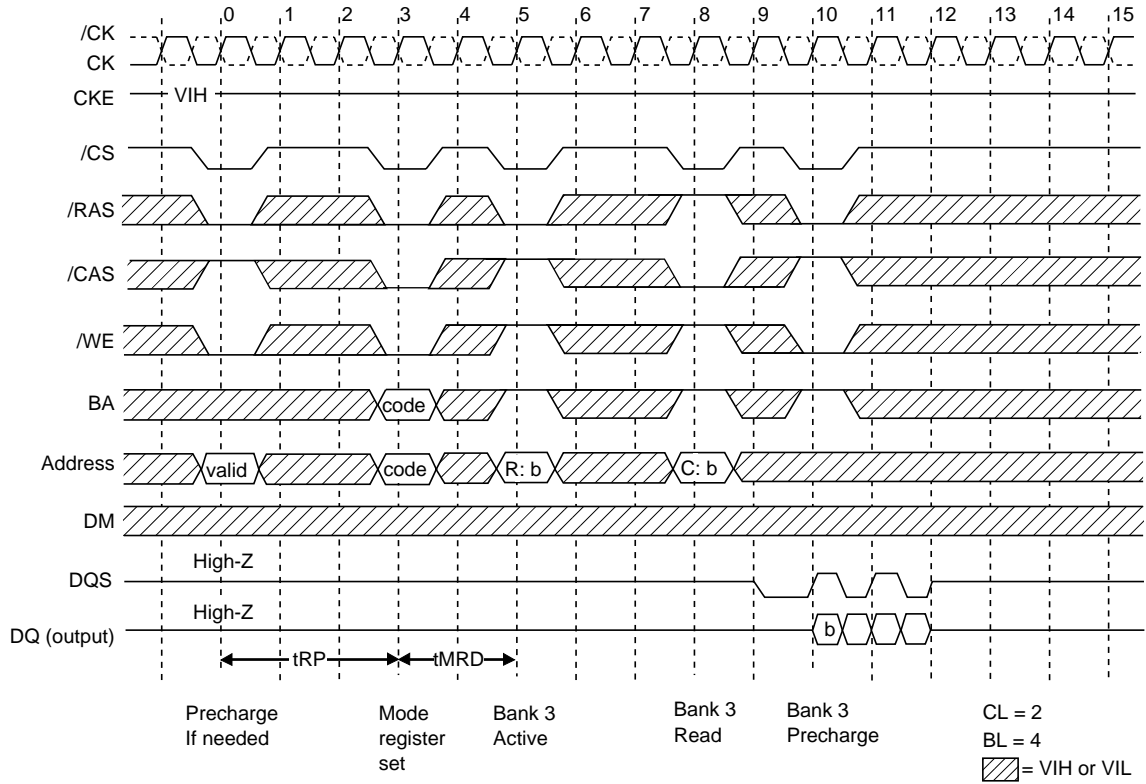 0 1 2 3 4 5 6 7 8 9 10 11 12 13 14 15
/CK
CK
CKE VIH
/CS
/RAS
/CAS
/WE
BA code
Address valid code R: b C: b
DM
High-Z
DQS
High-Z
DQ (output) b
tRP tMRD
Precharge If needed
Mode register set
Bank 3 Active
Bank 3 Read
Bank 3 Precharge
CL = 2
BL = 4
= VIH or VIL